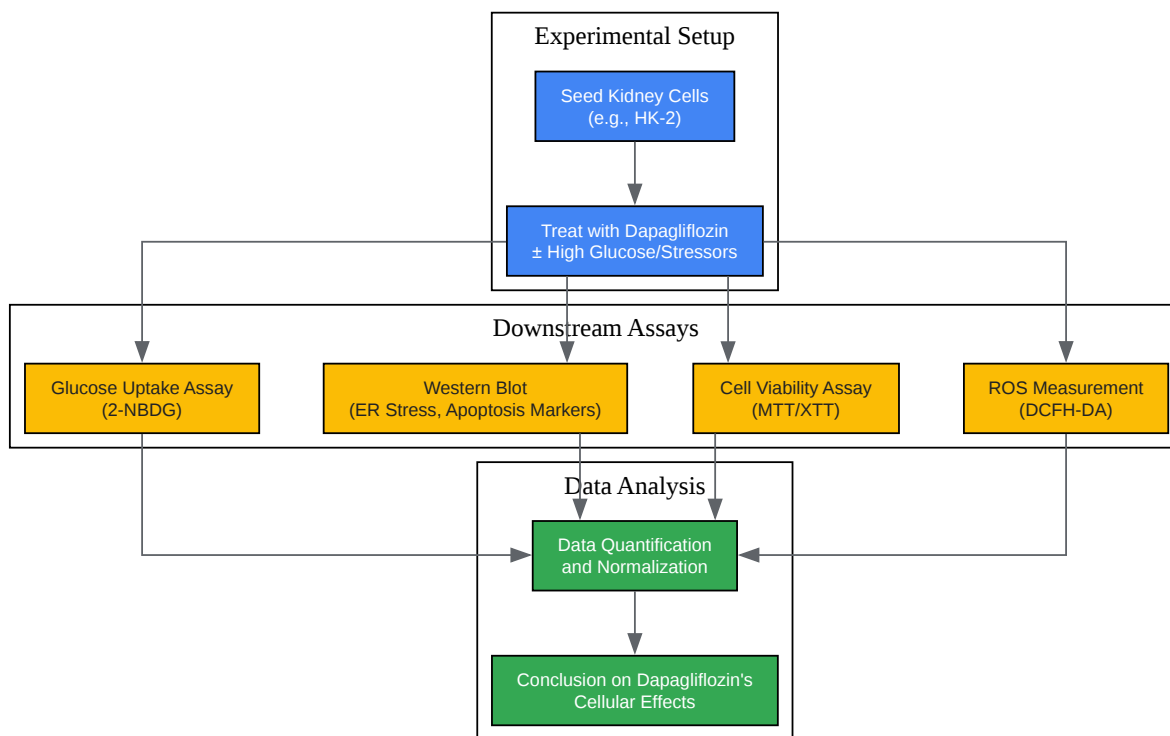 Experimental Setup
Seed Kidney Cells
(e.g., HK-2)
Treat with Dapagliflozin
± High Glucose/Stressors
Downstream Assays
Glucose Uptake Assay
(2-NBDG)
Western Blot
(ER Stress, Apoptosis Markers)
Cell Viability Assay
(MTT/XTT)
ROS Measurement
(DCFH-DA)
Data Analysis
Data Quantification
and Normalization
Conclusion on Dapagliflozin's
Cellular Effects